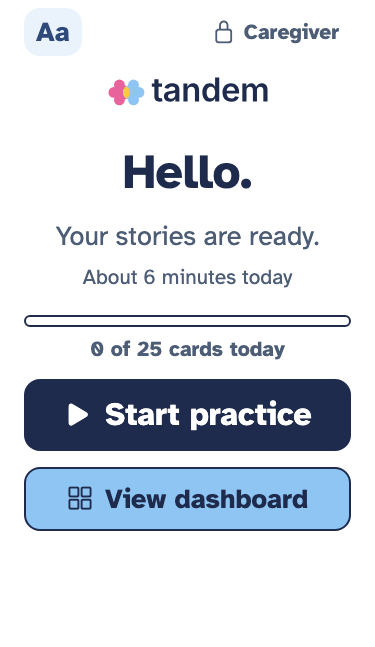 Aa
Caregiver
tandem
Hello.
Your stories are ready.
About 6 minutes today
0 of 25 cards today
Start practice
View dashboard